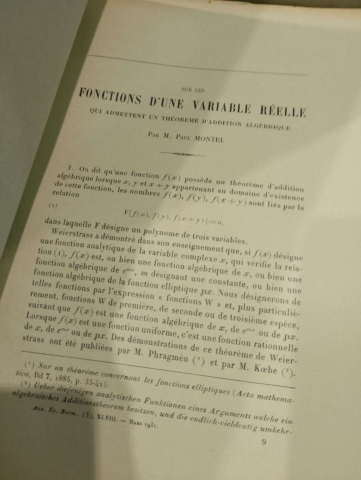 SUR LES
FONCTIONS D'UNE VARIABLE RÉELLE
QUI ADMETTENT UN THÉORÈME D'ADDITION ALGÉBRIQUE
PAR M. PAUL MONTEL
1. On dit qu'une fonction f(x) possède un théorème d'addition
algébrique lorsque x, y et x + y appartenant au domaine d'existence
de cette fonction, les nombres f(x), f(y), f(x + y) sont liés par la
relation
(1) F[f(x), f(y), f(x + y)] = 0,
dans laquelle F désigne un polynome de trois variables.
Weierstrass a démontré dans son enseignement que, si f(x) désigne
une fonction analytique de la variable complexe x, qui vérifie la rela-
tion (1), f(x) est, ou bien une fonction algébrique de x, ou bien une
fonction algébrique de eᵐˣ, m désignant une constante, ou bien une
fonction algébrique de la fonction elliptique px. Nous désignerons de
telles fonctions par l'expression « fonctions W » et, plus particuliè-
rement, fonctions W de première, de seconde ou de troisième espèce,
suivant que f(x) est une fonction algébrique de x, de eᵐˣ ou de px.
Lorsque f(x) est une fonction uniforme, c'est une fonction rationnelle
de x, de eᵐˣ ou de px. Des démonstrations de ce théorème de Weier-
strass ont été publiées par M. Phragmén (¹) et par M. Kœbe (²).
(¹) Sur un théorème concernant les fonctions elliptiques (Acta mathema-
tica, Bd 7, 1885, p. 33-42).
(²) Ueber diejenigen analytischen Funktionen eines Arguments welche ein
algebraisches Additionstheorem besitzen, und die endlich-vieldeutig umkehr-
Ann. Éc. Norm., (3), XLVIII. — MARS 1931.
9